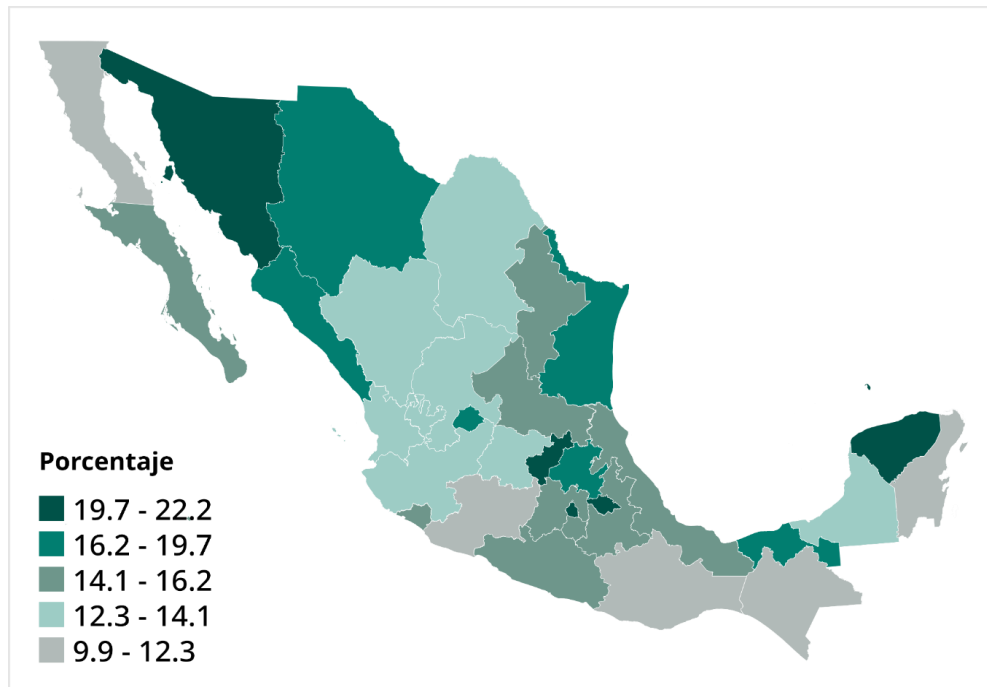 Porcentaje
19.7 - 22.2
16.2 - 19.7
14.1 - 16.2
12.3 - 14.1
9.9 - 12.3